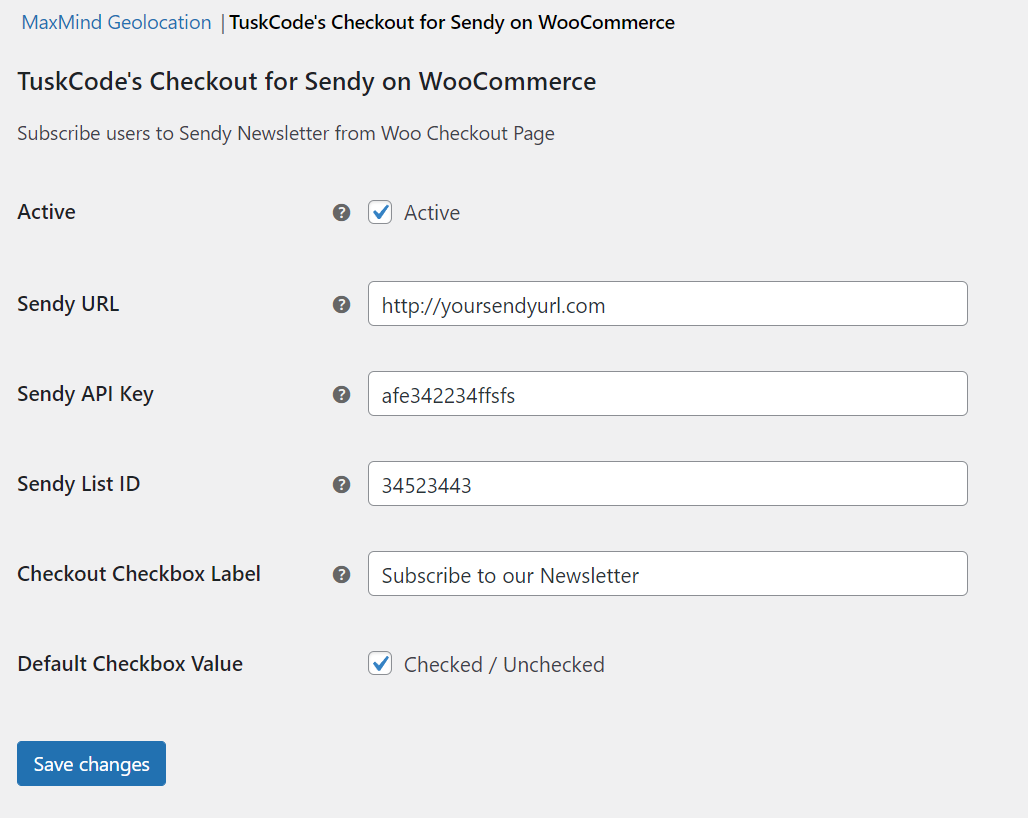 MaxMind Geolocation | TuskCode's Checkout for Sendy on WooCommerce
TuskCode's Checkout for Sendy on WooCommerce
Subscribe users to Sendy Newsletter from Woo Checkout Page
Active ? Active
Sendy URL ? http://yoursendyurl.com
Sendy API Key ? afe342234ffsfs
Sendy List ID ? 34523443
Checkout Checkbox Label ? Subscribe to our Newsletter
Default Checkbox Value Checked / Unchecked
Save changes